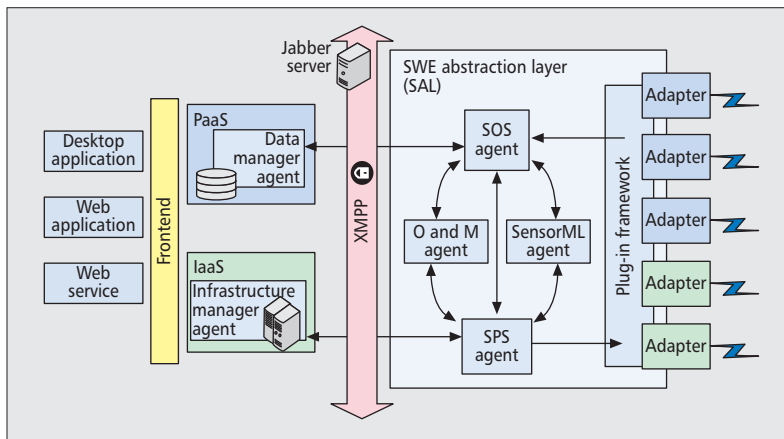 Jabber
server
SWE abstraction layer
(SAL)
Adapter
PaaS
Data
manager
agent
SOS
agent
Desktop
application
Adapter
Web
application
Frontend
XMPP
O and M
agent
SensorML
agent
Plug-in framework
Adapter
Web
service
IaaS
Infrastructure
manager
agent
Adapter
SPS
agent
Adapter